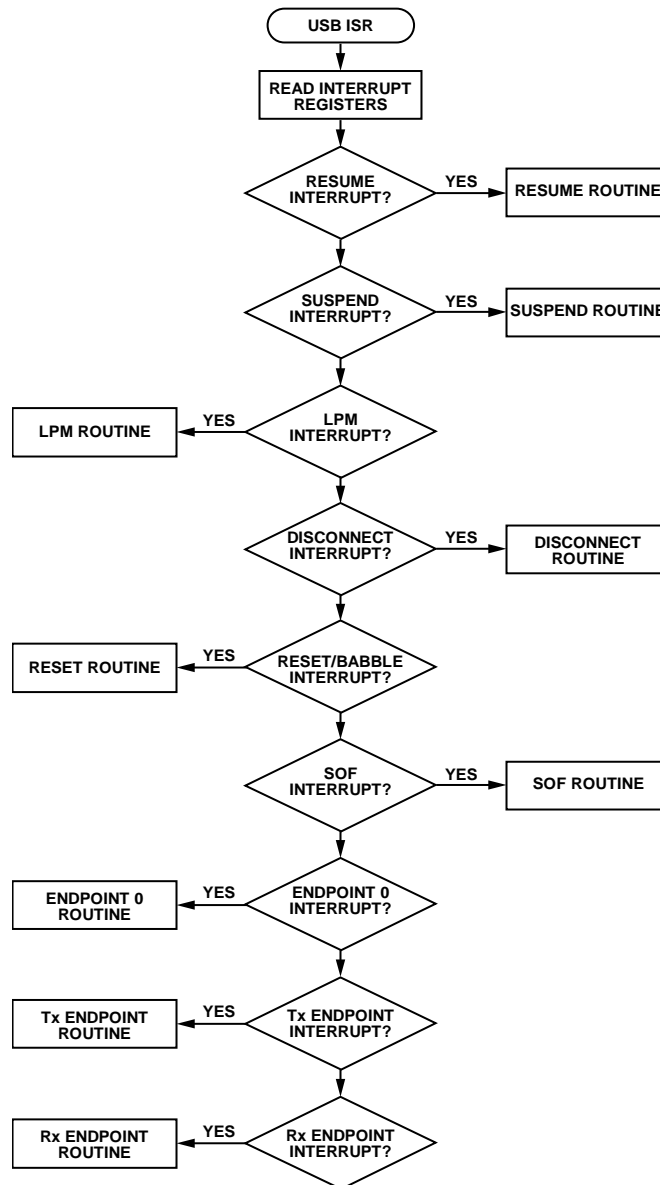 USB ISR
READ INTERRUPT
REGISTERS
RESUME
INTERRUPT?
YES
RESUME ROUTINE
SUSPEND
INTERRUPT?
YES
SUSPEND ROUTINE
LPM
INTERRUPT?
YES
LPM ROUTINE
DISCONNECT
INTERRUPT?
YES
DISCONNECT
ROUTINE
RESET/BABBLE
INTERRUPT?
YES
RESET ROUTINE
SOF
INTERRUPT?
YES
SOF ROUTINE
ENDPOINT 0
INTERRUPT?
YES
ENDPOINT 0
ROUTINE
Tx ENDPOINT
INTERRUPT?
YES
Tx ENDPOINT
ROUTINE
Rx ENDPOINT
INTERRUPT?
YES
Rx ENDPOINT
ROUTINE